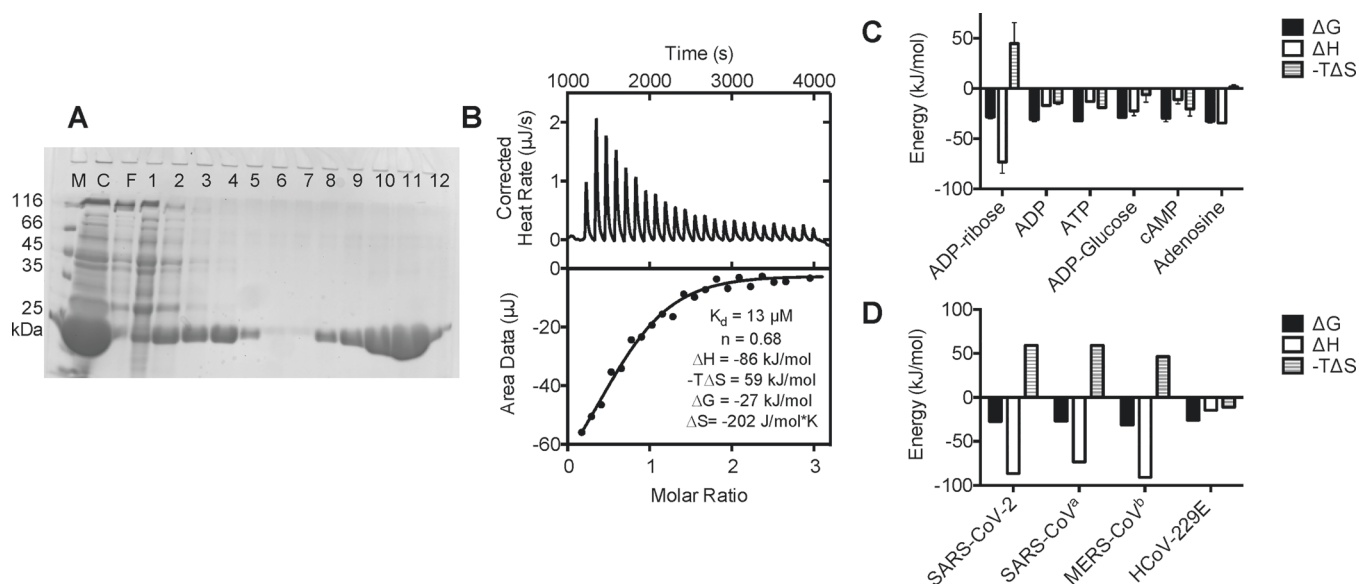 A
M C F 1 2 3 4 5 6 7 8 9 10 11 12
116
66
45
35
25
kDa
B
Time (s)
1000 2000 3000 4000
Corrected
Heat Rate (µJ/s)
2
1
0
Area Data (µJ)
0
-20
-40
-60
K_d = 13 µM
n = 0.68
ΔH = -86 kJ/mol
-TΔS = 59 kJ/mol
ΔG = -27 kJ/mol
ΔS= -202 J/mol*K
0 1 2 3
Molar Ratio
C
Energy (kJ/mol)
50
0
-50
-100
ADP-ribose
ADP
ATP
ADP-Glucose
cAMP
Adenosine
ΔG
ΔH
-TΔS
D
Energy (kJ/mol)
100
50
0
-50
-100
SARS-CoV-2
SARS-CoVᵃ
MERS-CoVᵇ
HCoV-229E
ΔG
ΔH
-TΔS